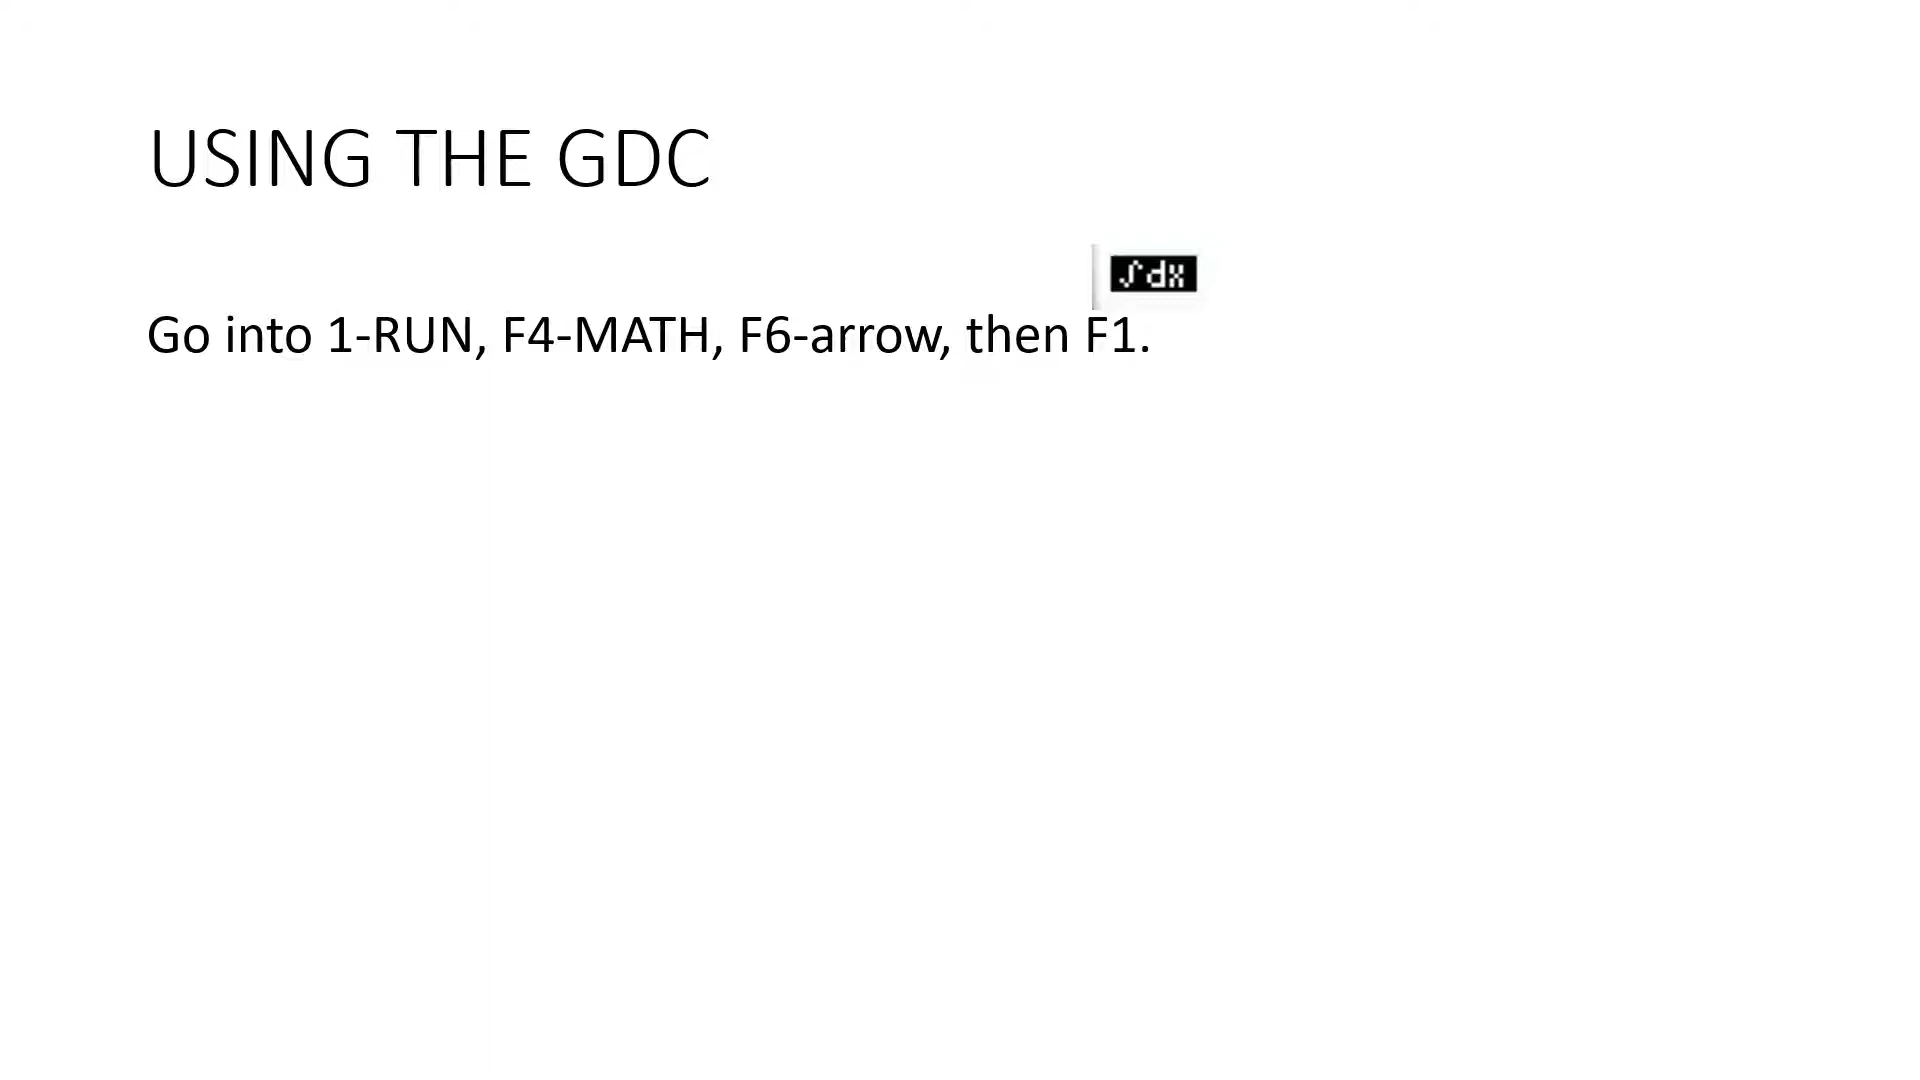 USING THE GDC
∫dx
Go into 1-RUN, F4-MATH, F6-arrow, then F1.